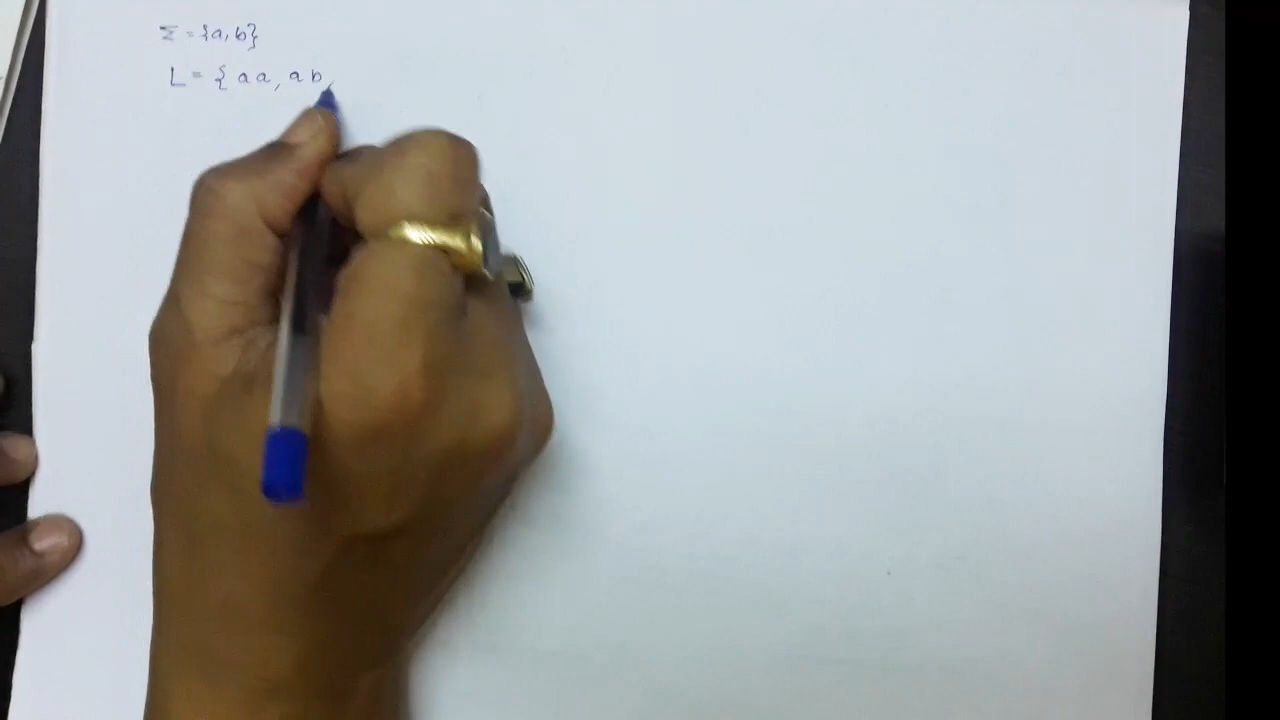 Σ = {a, b}
L = { aa, ab,